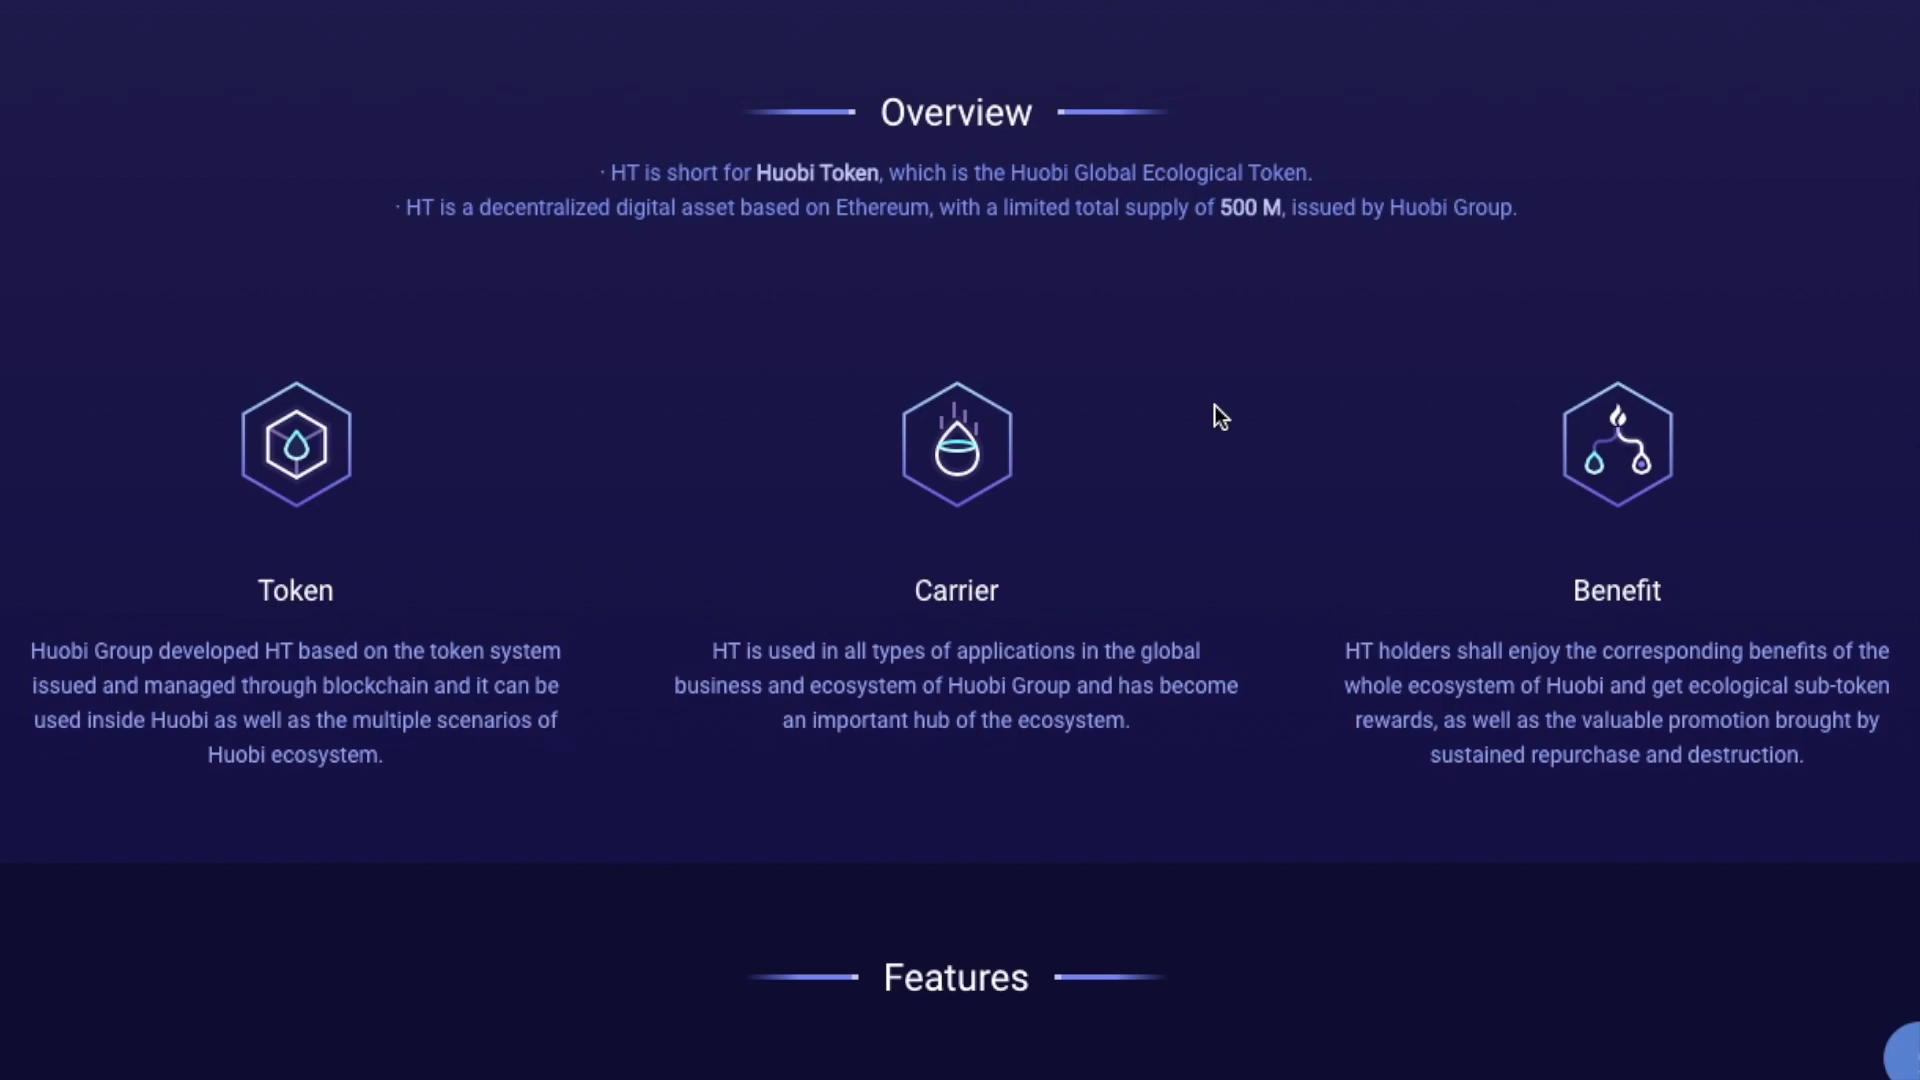 Overview
· HT is short for Huobi Token, which is the Huobi Global Ecological Token.
· HT is a decentralized digital asset based on Ethereum, with a limited total supply of 500 M, issued by Huobi Group.
Token
Huobi Group developed HT based on the token system
issued and managed through blockchain and it can be
used inside Huobi as well as the multiple scenarios of
Huobi ecosystem.
Carrier
HT is used in all types of applications in the global
business and ecosystem of Huobi Group and has become
an important hub of the ecosystem.
Benefit
HT holders shall enjoy the corresponding benefits of the
whole ecosystem of Huobi and get ecological sub-token
rewards, as well as the valuable promotion brought by
sustained repurchase and destruction.
Features